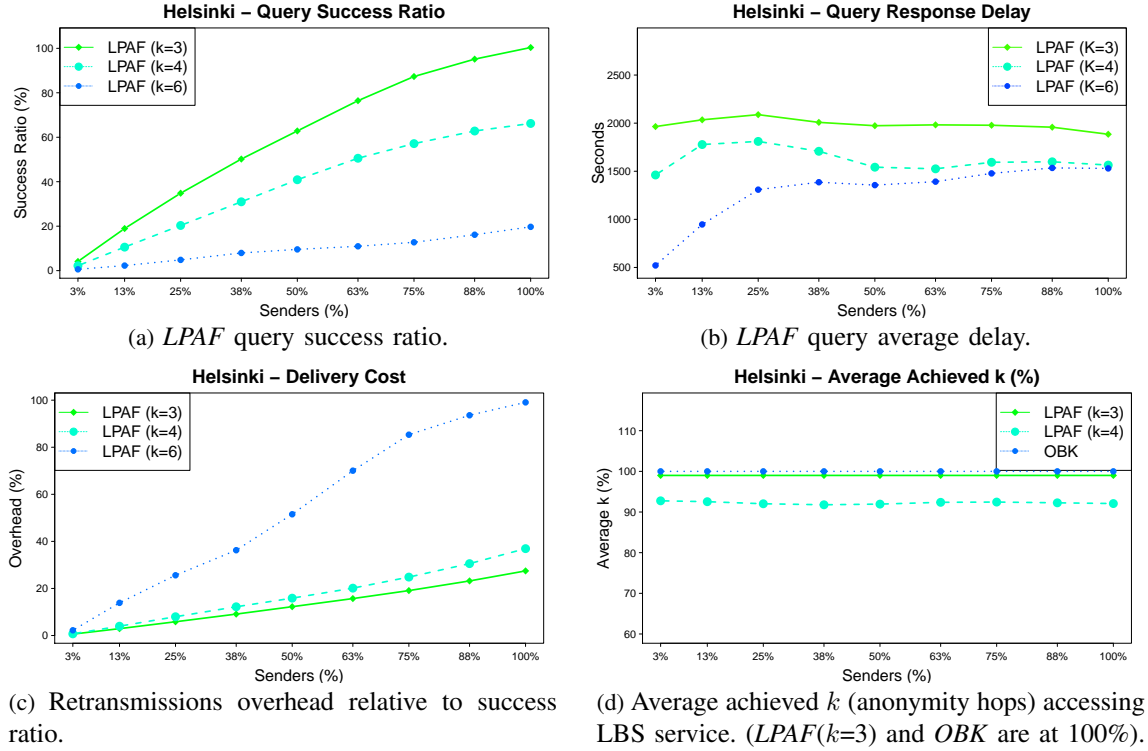 Helsinki – Query Success Ratio
LPAF (k=3)
LPAF (k=4)
LPAF (k=6)
Success Ratio (%)
100
80
60
40
20
0
3% 13% 25% 38% 50% 63% 75% 88% 100%
Senders (%)
(a) LPAF query success ratio.
Helsinki – Query Response Delay
LPAF (K=3)
LPAF (K=4)
LPAF (K=6)
Seconds
2500
2000
1500
1000
500
3% 13% 25% 38% 50% 63% 75% 88% 100%
Senders (%)
(b) LPAF query average delay.
Helsinki – Delivery Cost
LPAF (k=3)
LPAF (k=4)
LPAF (k=6)
Overhead (%)
100
80
60
40
20
0
3% 13% 25% 38% 50% 63% 75% 88% 100%
Senders (%)
(c) Retransmissions overhead relative to success
ratio.
Helsinki – Average Achieved k (%)
LPAF (k=3)
LPAF (k=4)
OBK
Average k (%)
110
100
90
80
70
60
3% 13% 25% 38% 50% 63% 75% 88% 100%
Senders (%)
(d) Average achieved k (anonymity hops) accessing
LBS service. (LPAF(k=3) and OBK are at 100%).